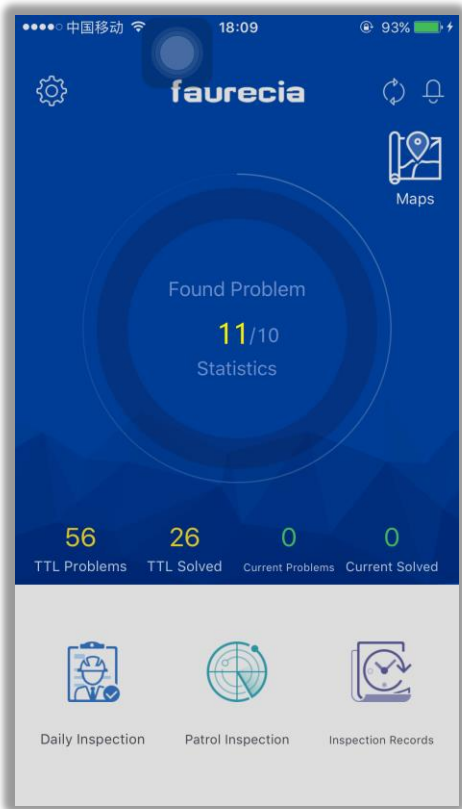 中国移动 18:09 93%
faurecia
Maps
Found Problem
11/10
Statistics
56 26 0 0
TTL Problems TTL Solved Current Problems Current Solved
Daily Inspection Patrol Inspection Inspection Records